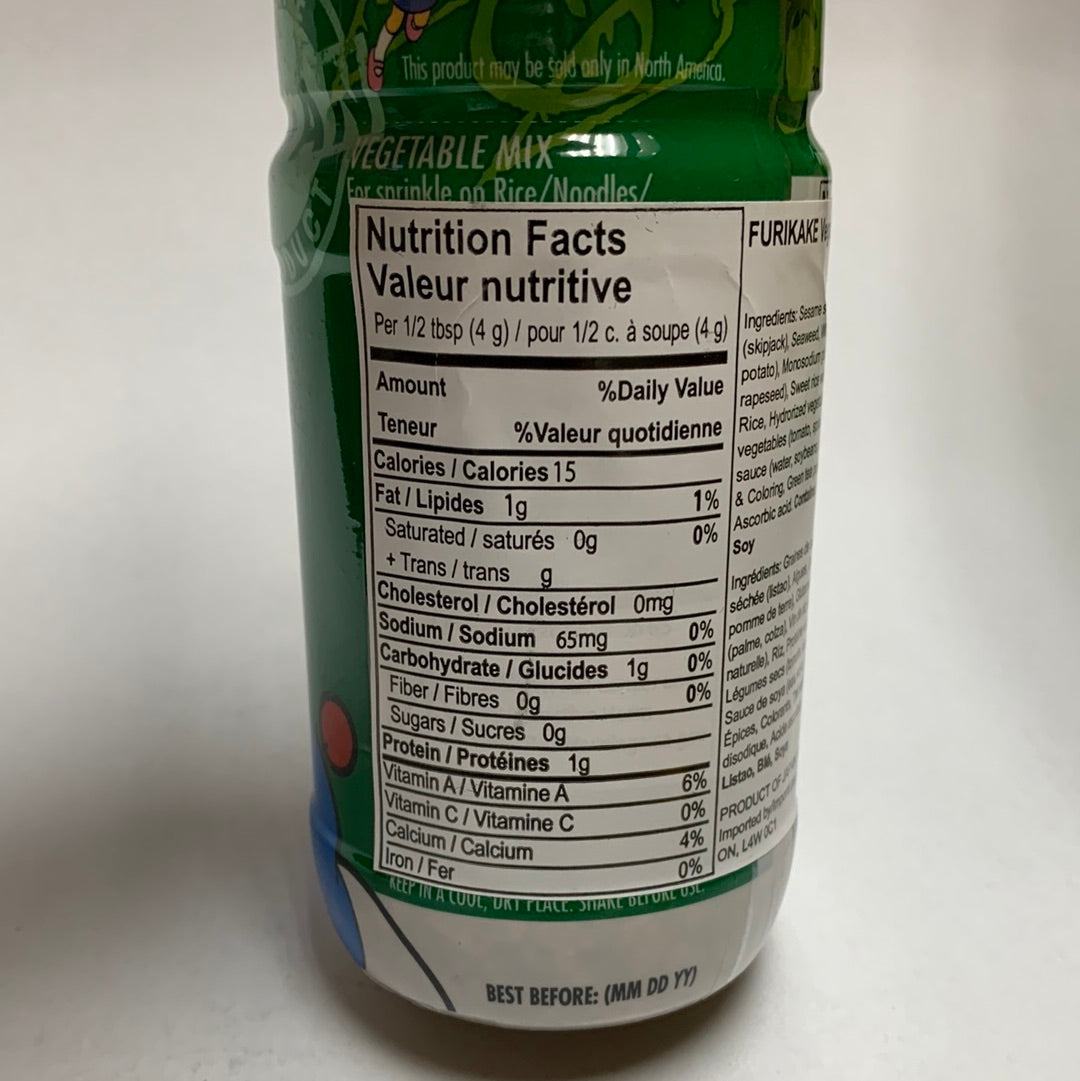 This product may be sold only in North America.
VEGETABLE MIX
For sprinkle on Rice/Noodles/
DUCT
Nutrition Facts
Valeur nutritive
Per 1/2 tbsp (4 g) / pour 1/2 c. à soupe (4 g)
Amount %Daily Value
Teneur %Valeur quotidienne
Calories / Calories 15
Fat / Lipides 1g 1%
Saturated / saturés 0g 0%
+ Trans / trans g
Cholesterol / Cholestérol 0mg
Sodium / Sodium 65mg 0%
Carbohydrate / Glucides 1g 0%
Fiber / Fibres 0g 0%
Sugars / Sucres 0g
Protein / Protéines 1g
Vitamin A / Vitamine A 6%
Vitamin C / Vitamine C 0%
Calcium / Calcium 4%
Iron / Fer 0%
FURIKAKE
Ingredients: Sesame
(skipjack), Seaweed,
potato), Monosodium
rapeseed), Sweet rice
Rice, Hydrorized
vegetables (tomato,
sauce (water, soybean
& Coloring, Green tea
Ascorbic acid.
Soy
Ingrédients: Graines de
séchée (listao), Algues
pomme de terre),
(palme, colza),
naturelle), Riz,
Légumes secs
Sauce de soya
Épices,
disodique,
Listao, Blé, Soya
PRODUCT OF
Imported by
ON, L4W 0C1
KEEP IN A COOL, DRY PLACE. SHAKE BEFORE USE.
BEST BEFORE: (MM DD YY)